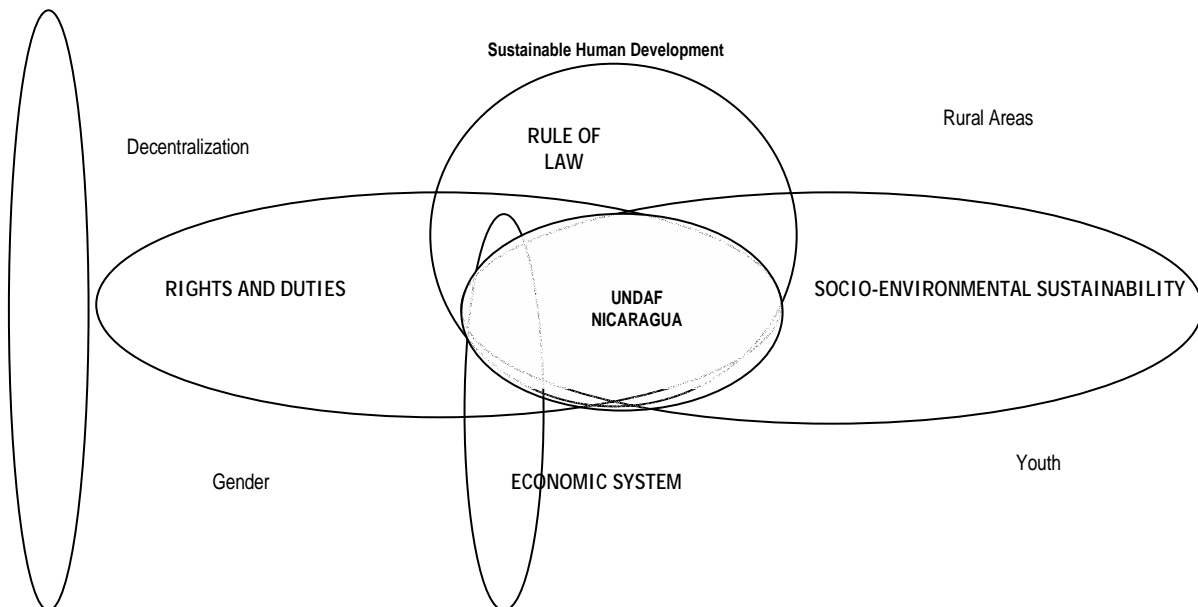 Sustainable Human Development
Rural Areas
RULE OF
LAW
Decentralization
RIGHTS AND DUTIES
UNDAF
NICARAGUA
SOCIO-ENVIRONMENTAL SUSTAINABILITY
Gender
ECONOMIC SYSTEM
Youth